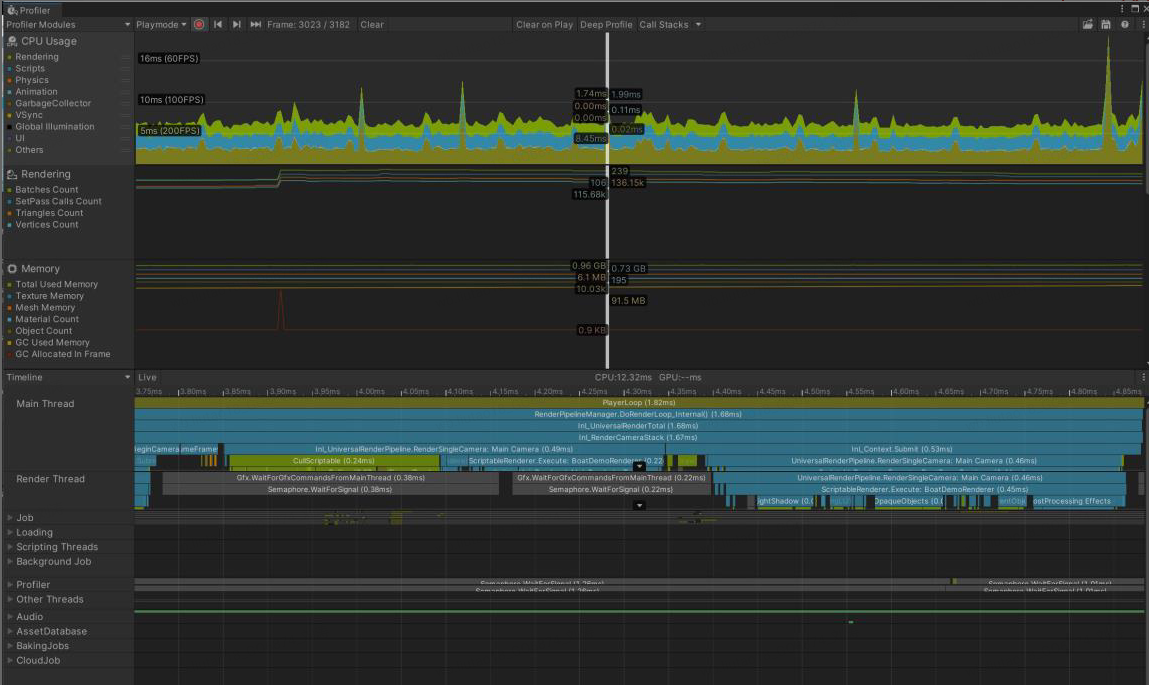 Profiler
Profiler Modules
Playmode
Frame: 3023 / 3182
Clear
Clear on Play
Deep Profile
Call Stacks
CPU Usage
Rendering
Scripts
Physics
Animation
GarbageCollector
VSync
Global Illumination
UI
Others
16ms (60FPS)
10ms (100FPS)
5ms (200FPS)
1.74ms
1.99ms
0.00ms
0.11ms
0.00ms
0.02ms
8.45ms
Rendering
Batches Count
SetPass Calls Count
Triangles Count
Vertices Count
239
106
136.15k
115.68k
Memory
Total Used Memory
Texture Memory
Mesh Memory
Material Count
Object Count
GC Used Memory
GC Allocated In Frame
0.96 GB
0.73 GB
6.1 MB
195
10.03k
91.5 MB
0.9 KB
Timeline
Live
CPU:12.32ms GPU:--ms
3.75ms
3.80ms
3.85ms
3.90ms
3.95ms
4.00ms
4.05ms
4.10ms
4.15ms
4.20ms
4.25ms
4.30ms
4.35ms
4.40ms
4.45ms
4.50ms
4.55ms
4.60ms
4.65ms
4.70ms
4.75ms
4.80ms
4.85ms
Main Thread
PlayerLoop (1.82ms)
RenderPipelineManager.DoRenderLoop_Internal() (1.68ms)
Inl_UniversalRenderTotal (1.68ms)
Inl_RenderCameraStack (1.67ms)
eginCamera
umeFrame
Inl_UniversalRenderPipeline.RenderSingleCamera: Main Camera (0.49ms)
Inl_Context.Submit (0.53ms)
CullScriptable (0.24ms)
ScriptableRenderer.Execute: BoatDemoRenderer (0.22
UniversalRenderPipeline.RenderSingleCamera: Main Camera (0.46ms)
Render Thread
Gfx.WaitForGfxCommandsFromMainThread (0.38ms)
Gfx.WaitForGfxCommandsFromMainThread (0.22ms)
UniversalRenderPipeline.RenderSingleCamera: Main Camera (0.46ms)
Semaphore.WaitForSignal (0.38ms)
Semaphore.WaitForSignal (0.22ms)
ScriptableRenderer.Execute: BoatDemoRenderer (0.45ms)
ightShadow (0.0
OpaqueObjects (0.0
ostProcessing Effects
Job
Loading
Scripting Threads
Background Job
Profiler
Semaphore.WaitForSignal (1.26ms)
Semaphore.WaitForSignal (1.01ms)
Semaphore.WaitForSignal (1.26ms)
Semaphore.WaitForSignal (1.01ms)
Other Threads
Audio
AssetDatabase
BakingJobs
CloudJob